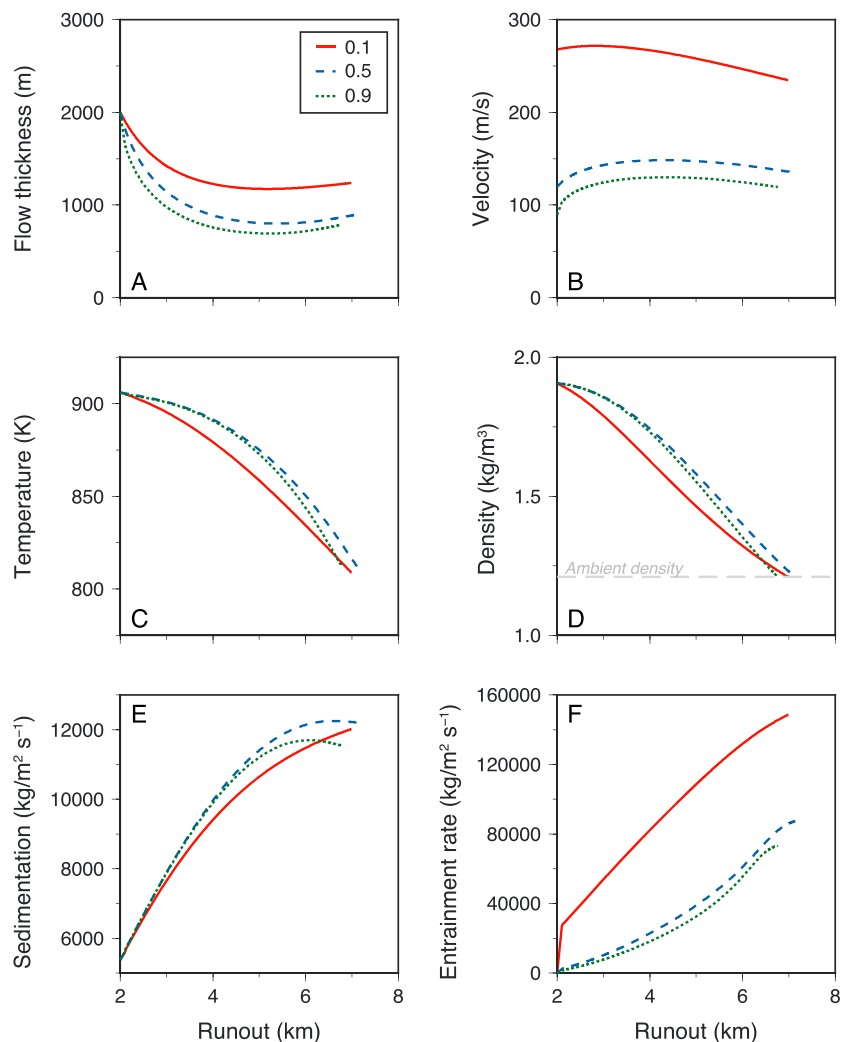 Flow thickness (m)
3000
2000
1000
0
0.1
0.5
0.9
A
Velocity (m/s)
300
200
100
0
B
Temperature (K)
900
850
800
C
Density (kg/m³)
2.0
1.5
1.0
Ambient density
D
Sedimentation (kg/m² s⁻¹)
12000
10000
8000
6000
E
2
4
6
8
Runout (km)
Entrainment rate (kg/m² s⁻¹)
160000
120000
80000
40000
0
F
2
4
6
8
Runout (km)